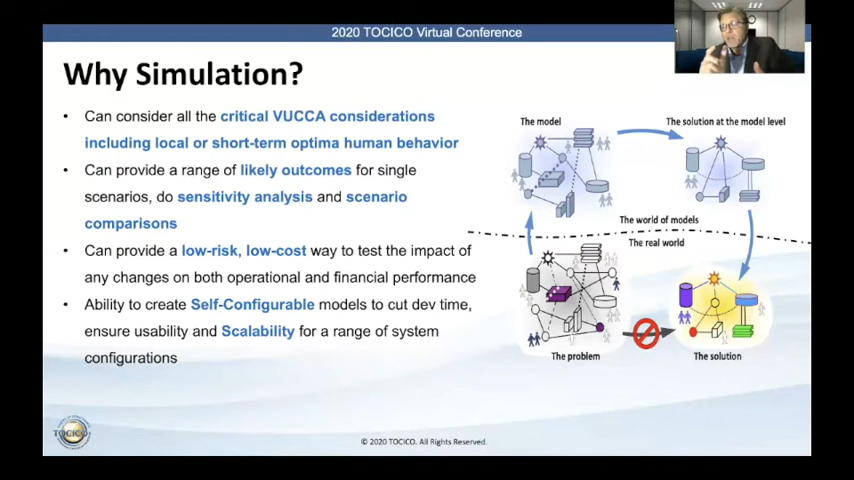 2020 TOCICO Virtual Conference
Why Simulation?
• Can consider all the critical VUCCA considerations
including local or short-term optima human behavior
• Can provide a range of likely outcomes for single
scenarios, do sensitivity analysis and scenario
comparisons
• Can provide a low-risk, low-cost way to test the impact of
any changes on both operational and financial performance
• Ability to create Self-Configurable models to cut dev time,
ensure usability and Scalability for a range of system
configurations
The model
The solution at the model level
The world of models
The real world
The problem
The solution
TOCICO
© 2020 TOCICO. All Rights Reserved.